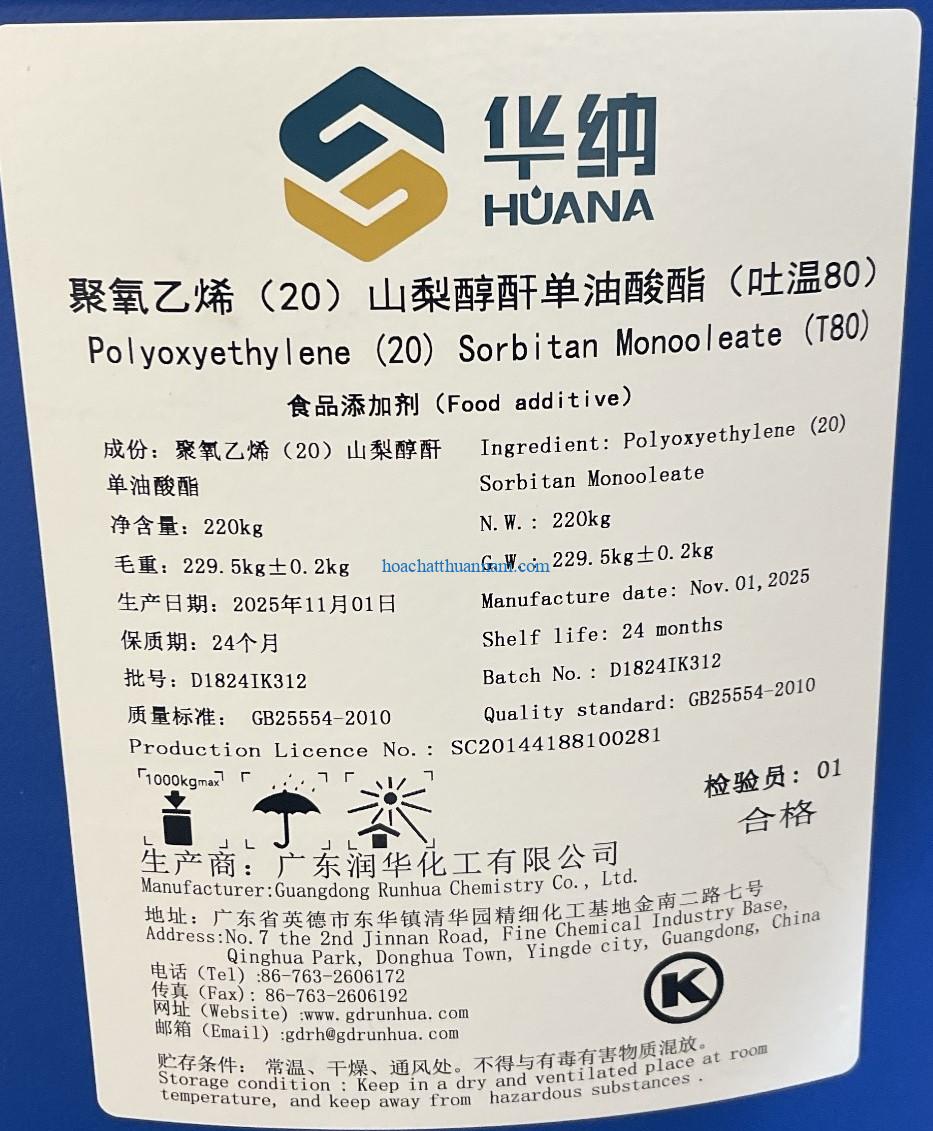 华纳
HUANA
聚氧乙烯（20）山梨醇酐单油酸酯（吐温80）
Polyoxyethylene (20) Sorbitan Monooleate (T80)
食品添加剂（Food additive）
成份：聚氧乙烯（20）山梨醇酐
单油酸酯
净含量：220kg
毛重：229.5kg±0.2kg
生产日期：2025年11月01日
保质期：24个月
批号：D1824IK312
质量标准： GB25554-2010
Ingredient: Polyoxyethylene (20)
Sorbitan Monooleate
N.W.: 220kg
G.W.: 229.5kg±0.2kg
hoachatthuannam.com
Manufacture date: Nov.01,2025
Shelf life: 24 months
Batch No.: D1824IK312
Quality standard: GB25554-2010
Production Licence No.: SC20144188100281
1000kgmax
检验员：01
合格
生产商：广东润华化工有限公司
Manufacturer:Guangdong Runhua Chemistry Co., Ltd.
地址：广东省英德市东华镇清华园精细化工基地金南二路七号
Address:No.7 the 2nd Jinnan Road, Fine Chemical Industry Base,
Qinghua Park, Donghua Town, Yingde city, Guangdong, China
电话（Tel）:86-763-2606172
传真（Fax）: 86-763-2606192
网址（Website）:www.gdrunhua.com
邮箱（Email）:gdrh@gdrunhua.com
K
贮存条件： 常温、干燥、通风处。不得与有毒有害物质混放。
Storage condition : Keep in a dry and ventilated place at room
temperature, and keep away from hazardous substances .